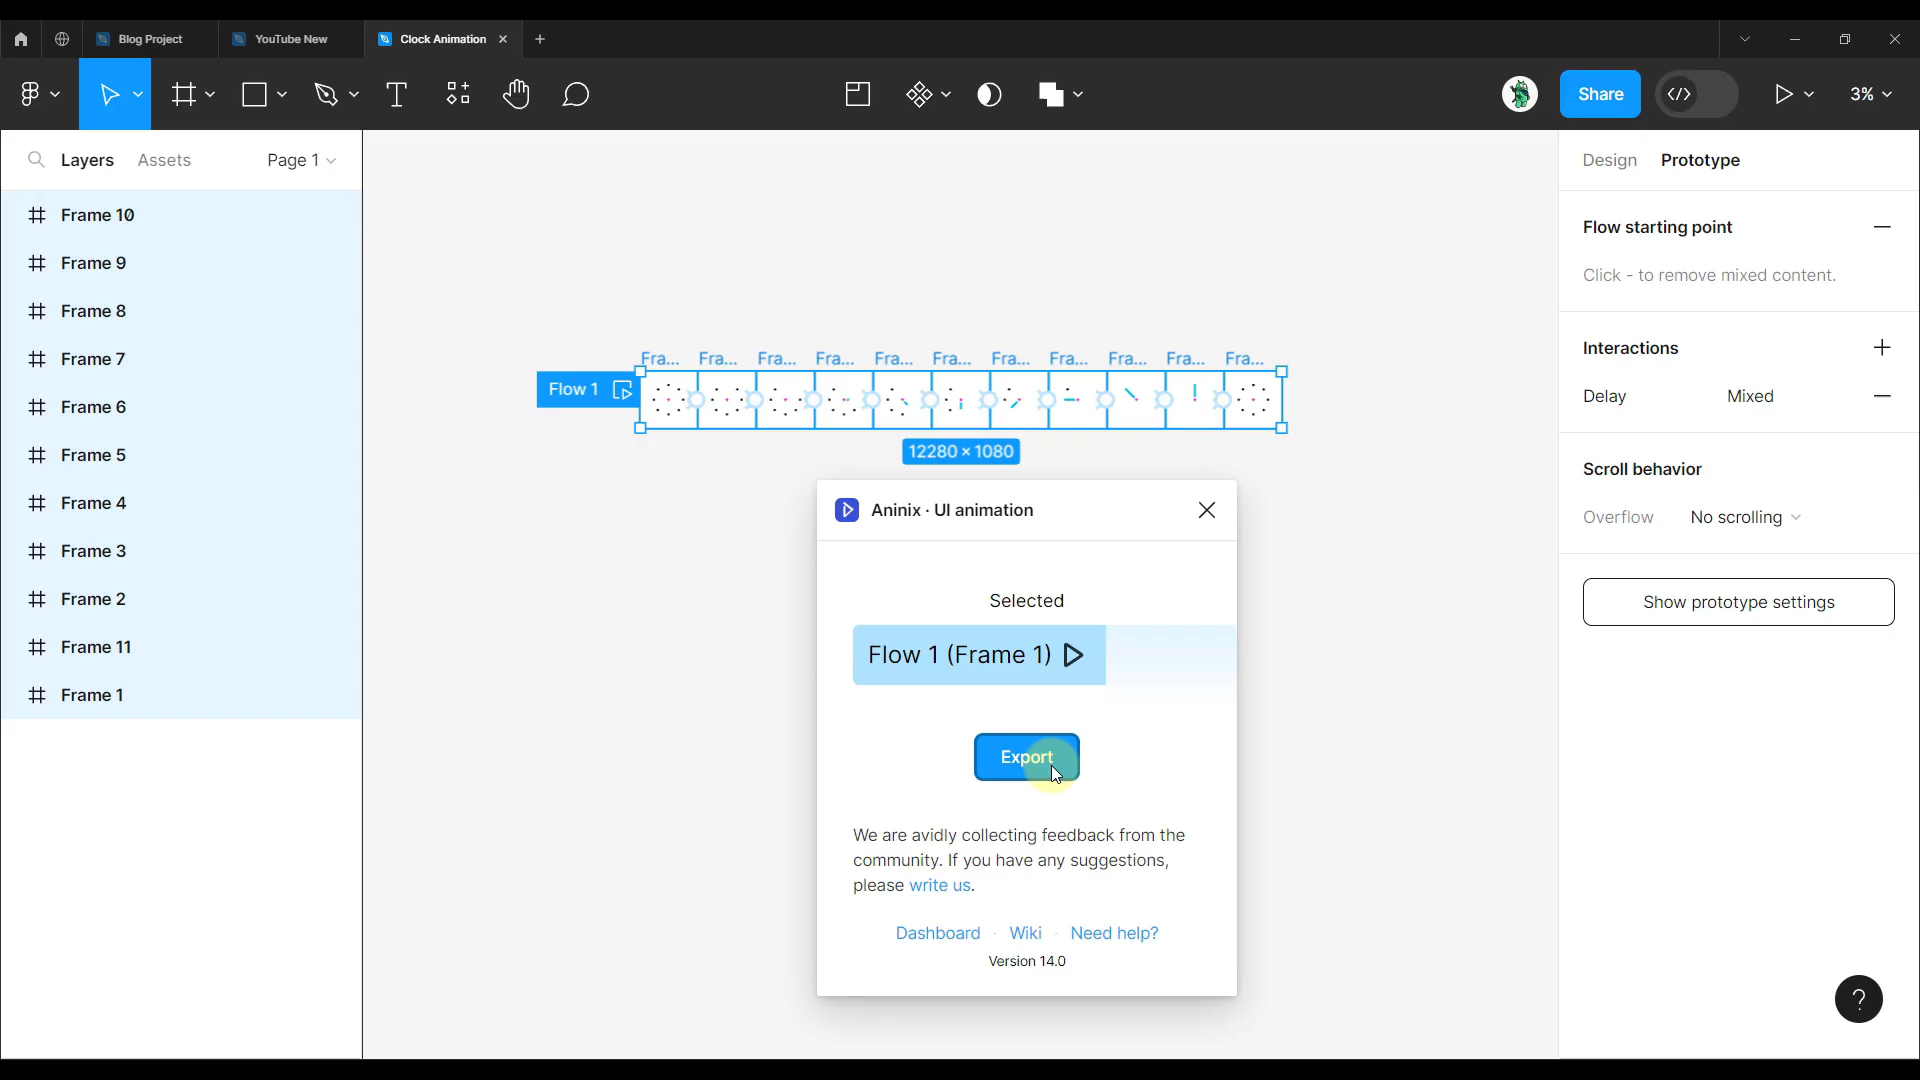 Blog Project
YouTube New
Clock Animation
Share
3%
Layers
Assets
Page 1
Frame 10
Frame 9
Frame 8
Frame 7
Frame 6
Frame 5
Frame 4
Frame 3
Frame 2
Frame 11
Frame 1
Fra... Fra... Fra... Fra... Fra... Fra... Fra... Fra... Fra... Fra... Fra...
Flow 1
12280 × 1080
Aninix · UI animation
Selected
Flow 1 (Frame 1)
Export
We are avidly collecting feedback from the
community. If you have any suggestions,
please write us.
Dashboard · Wiki · Need help?
Version 14.0
Design
Prototype
Flow starting point
Click - to remove mixed content.
Interactions
Delay
Mixed
Scroll behavior
Overflow
No scrolling
Show prototype settings
?